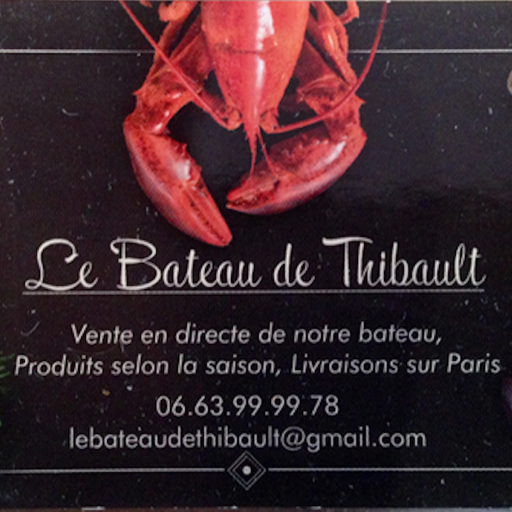 Le Bateau de Thibault
Vente en directe de notre bateau,
Produits selon la saison, Livraisons sur Paris
06.63.99.99.78
lebateaudethibault@gmail.com